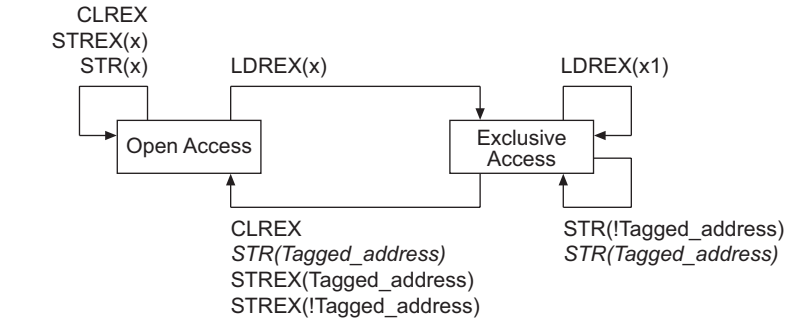 CLREX
STREX(x)
STR(x)
LDREX(x)
LDREX(x1)
Open Access
Exclusive
Access
CLREX
STR(Tagged_address)
STREX(Tagged_address)
STREX(!Tagged_address)
STR(!Tagged_address)
STR(Tagged_address)